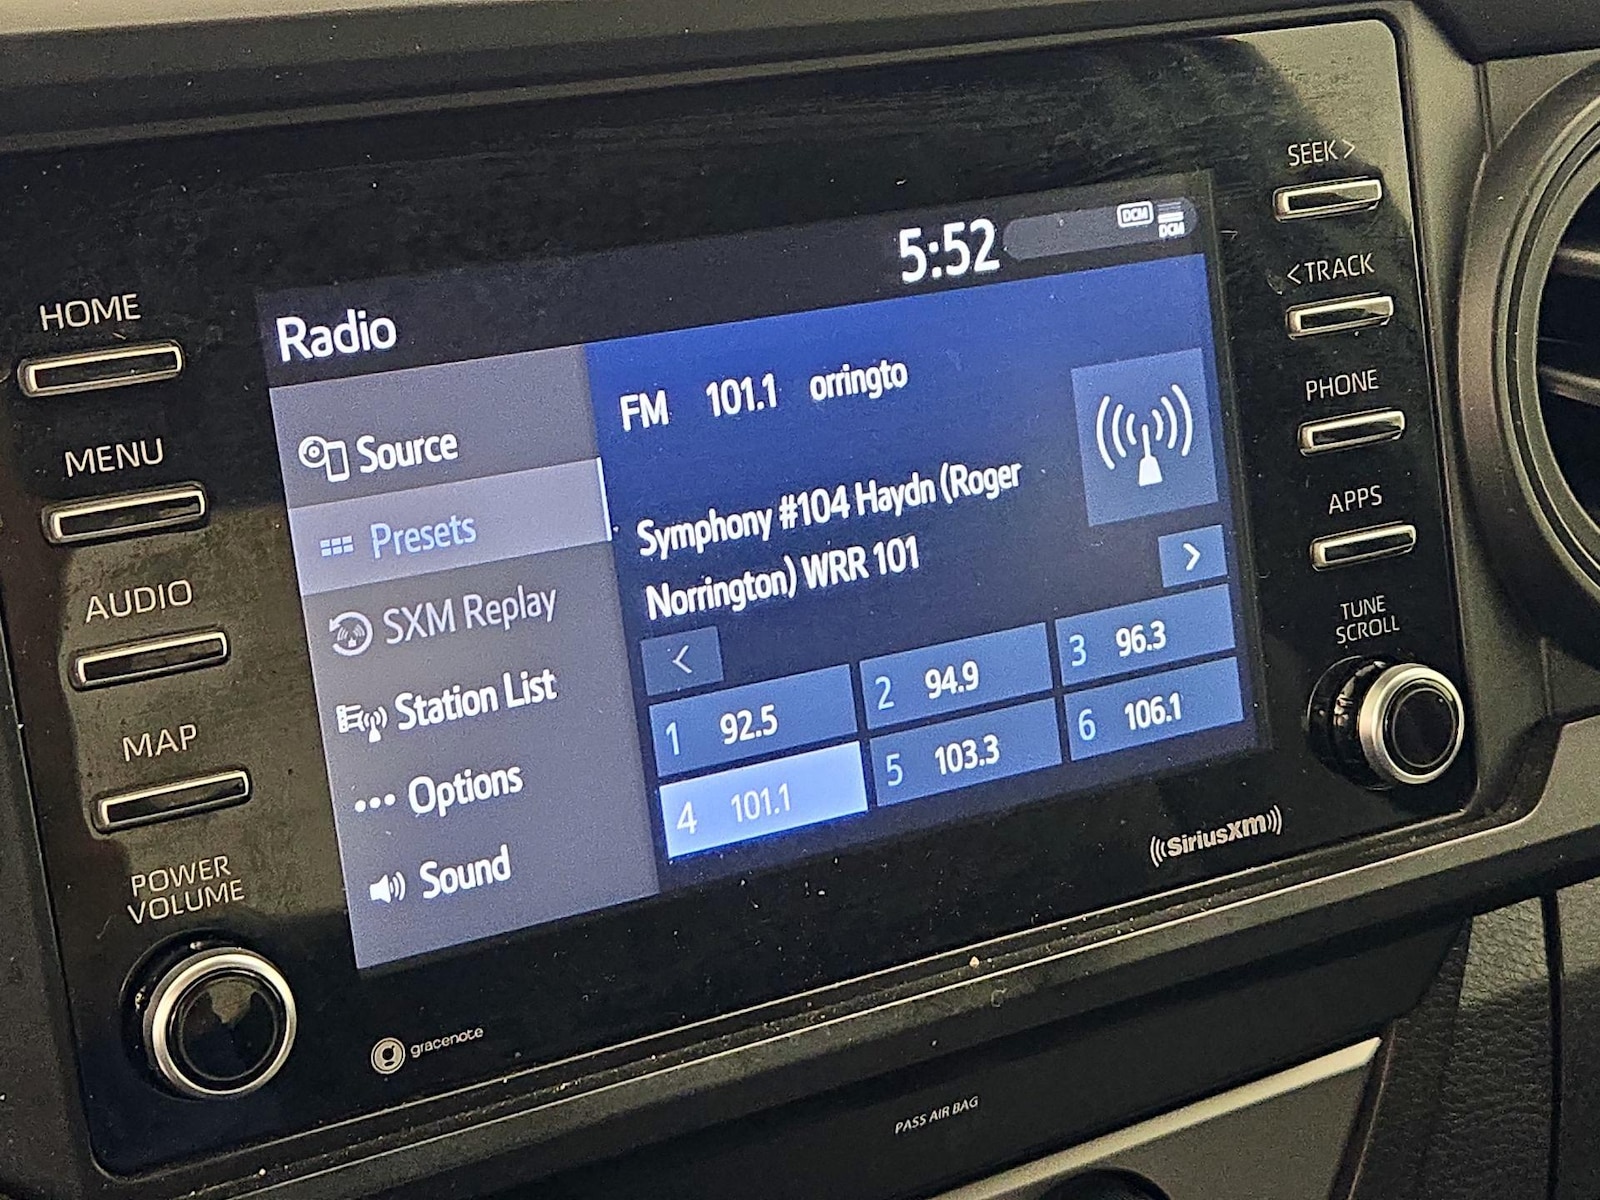 HOME
MENU
AUDIO
MAP
POWER
VOLUME
gracenote
Radio
5:52
DCM
DCM
Source
Presets
SXM Replay
Station List
Options
Sound
FM 101.1 orringto
Symphony #104 Haydn (Roger
Norrington) WRR 101
<
>
1 92.5
2 94.9
3 96.3
4 101.1
5 103.3
6 106.1
SEEK >
< TRACK
PHONE
APPS
TUNE
SCROLL
((SiriusXM))
PASS AIR BAG